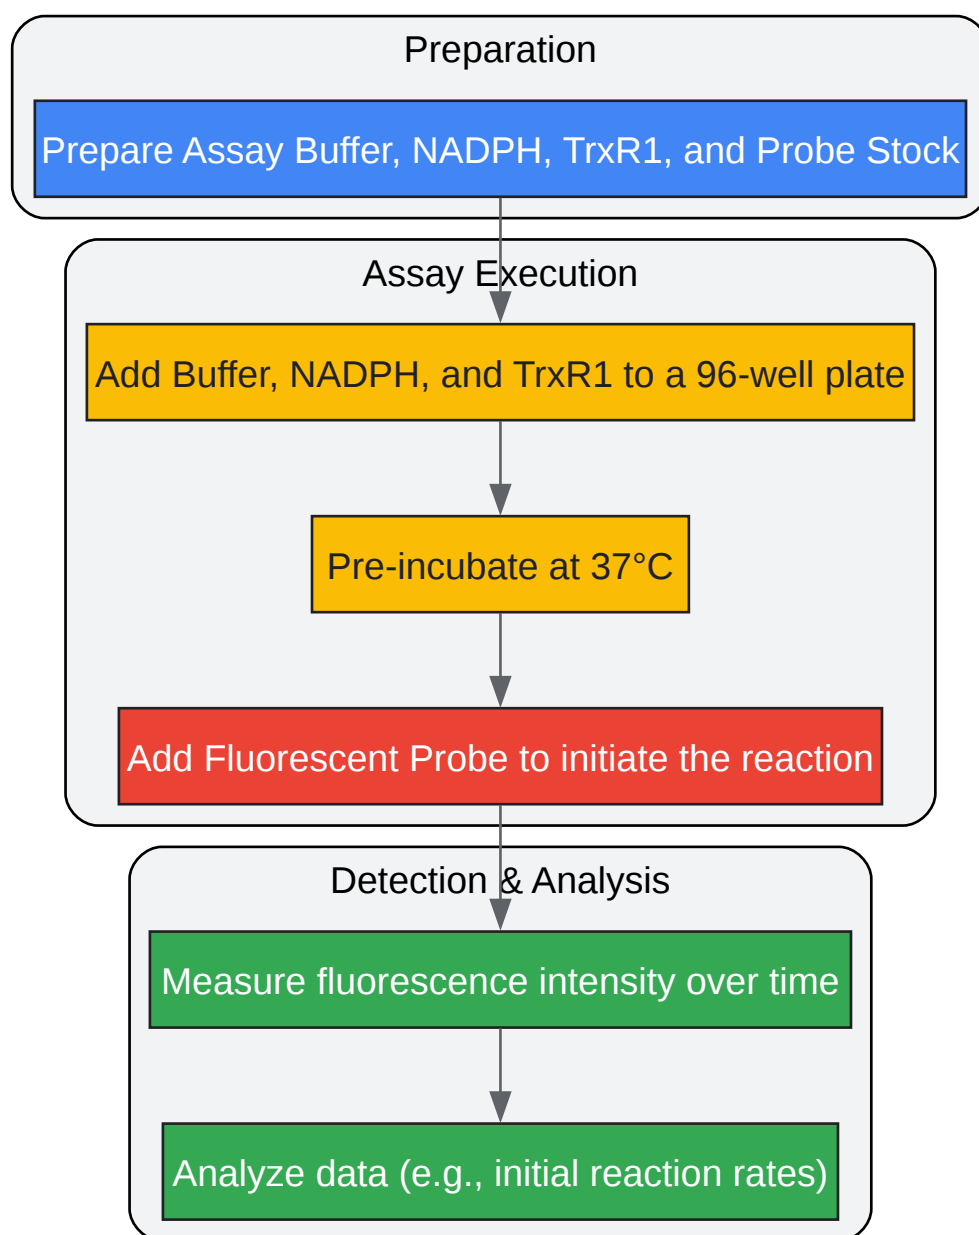 Preparation
Prepare Assay Buffer, NADPH, TrxR1, and Probe Stock
Assay Execution
Add Buffer, NADPH, and TrxR1 to a 96-well plate
Pre-incubate at 37°C
Add Fluorescent Probe to initiate the reaction
Detection & Analysis
Measure fluorescence intensity over time
Analyze data (e.g., initial reaction rates)